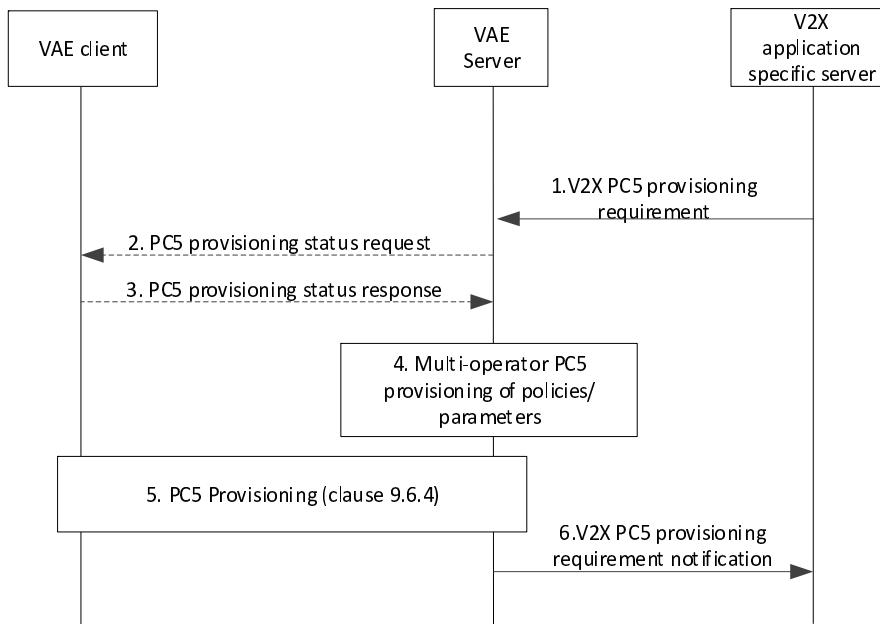 VAE client
VAE
Server
V2X
application
specific server
1.V2X PC5 provisioning
requirement
2. PC5 provisioning status request
3. PC5 provisioning status response
4. Multi-operator PC5
provisioning of policies/
parameters
5. PC5 Provisioning (clause 9.6.4)
6.V2X PC5 provisioning
requirement notification